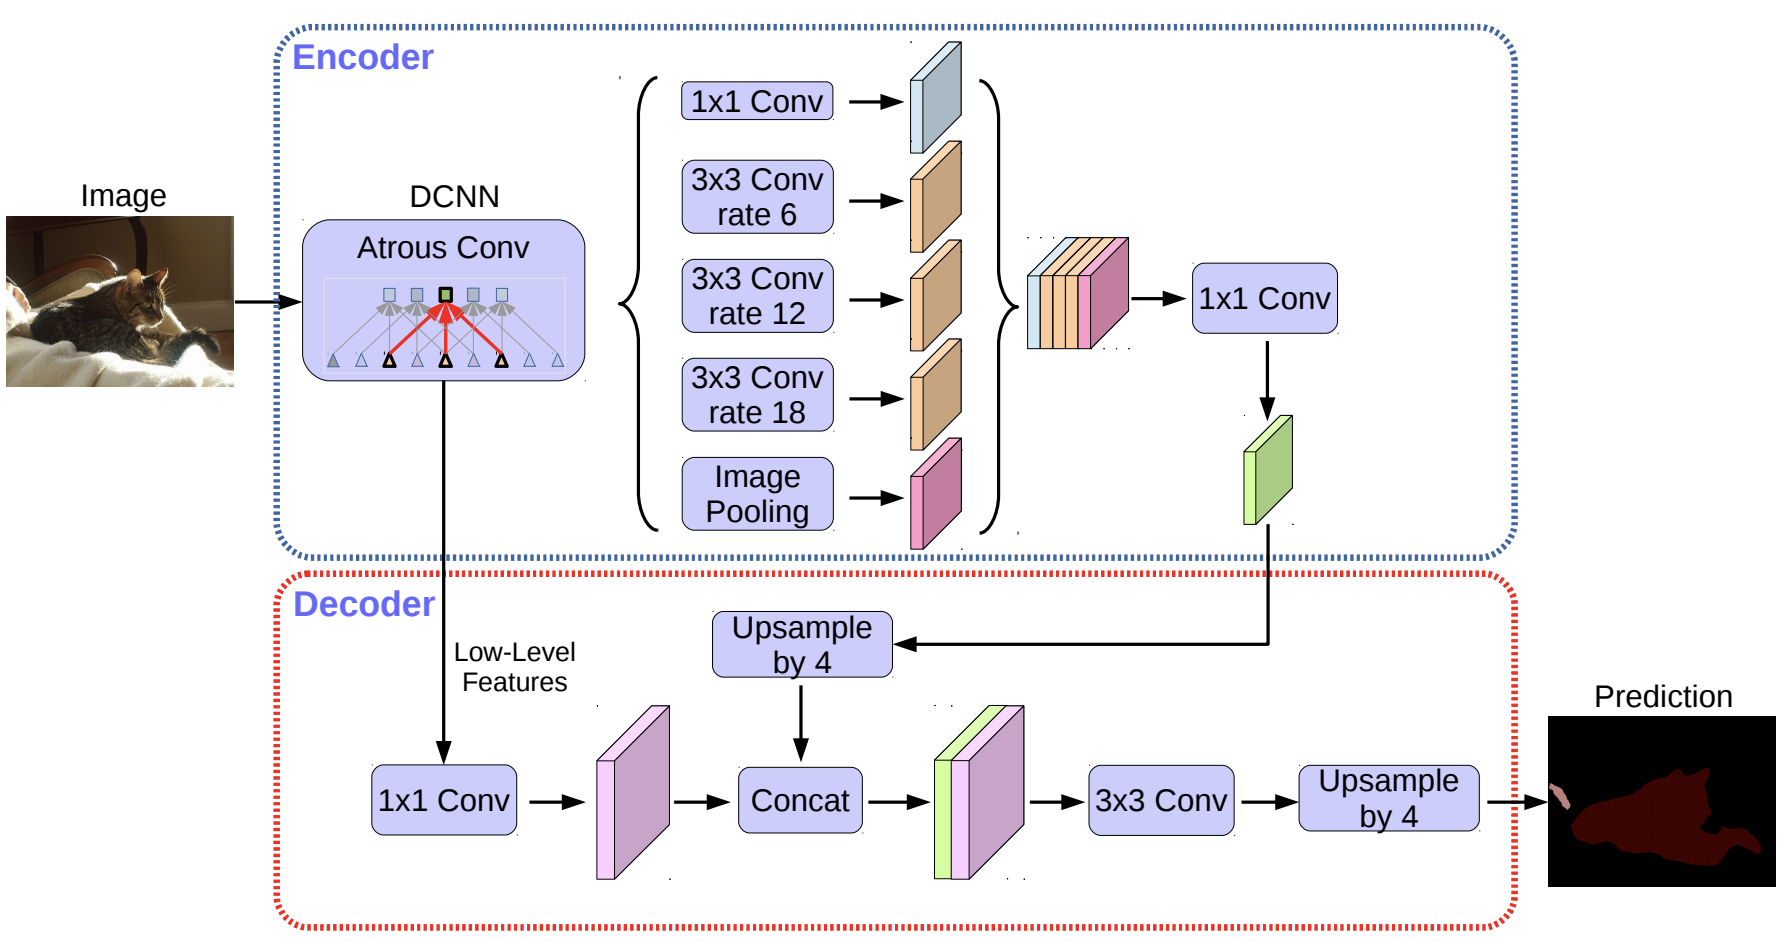 Encoder
1x1 Conv
3x3 Conv
rate 6
Image
DCNN
Atrous Conv
3x3 Conv
rate 12
1x1 Conv
3x3 Conv
rate 18
Image
Pooling
Decoder
Upsample
by 4
Low-Level
Features
Prediction
1x1 Conv
Concat
3x3 Conv
Upsample
by 4